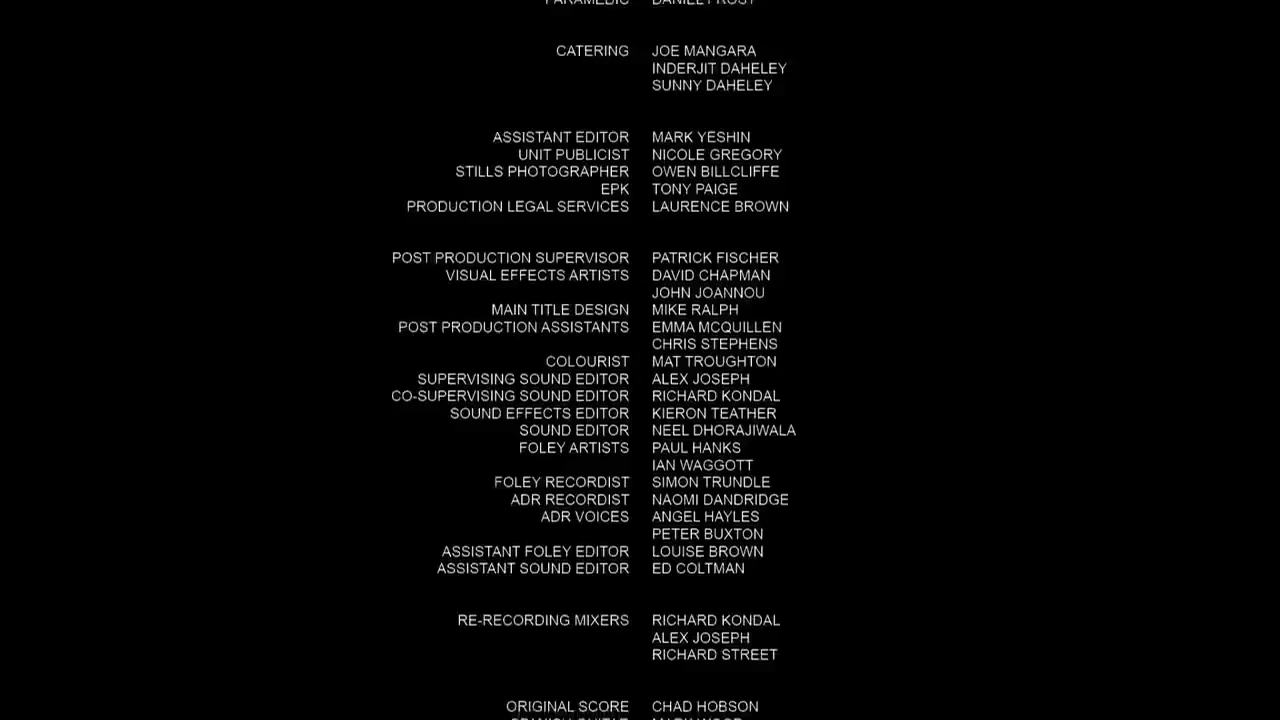 PARAMEDIC DANIEL FROST
CATERING JOE MANGARA
INDERJIT DAHELEY
SUNNY DAHELEY
ASSISTANT EDITOR MARK YESHIN
UNIT PUBLICIST NICOLE GREGORY
STILLS PHOTOGRAPHER OWEN BILLCLIFFE
EPK TONY PAIGE
PRODUCTION LEGAL SERVICES LAURENCE BROWN
POST PRODUCTION SUPERVISOR PATRICK FISCHER
VISUAL EFFECTS ARTISTS DAVID CHAPMAN
JOHN JOANNOU
MAIN TITLE DESIGN MIKE RALPH
POST PRODUCTION ASSISTANTS EMMA MCQUILLEN
CHRIS STEPHENS
COLOURIST MAT TROUGHTON
SUPERVISING SOUND EDITOR ALEX JOSEPH
CO-SUPERVISING SOUND EDITOR RICHARD KONDAL
SOUND EFFECTS EDITOR KIERON TEATHER
SOUND EDITOR NEEL DHORAJIWALA
FOLEY ARTISTS PAUL HANKS
IAN WAGGOTT
FOLEY RECORDIST SIMON TRUNDLE
ADR RECORDIST NAOMI DANDRIDGE
ADR VOICES ANGEL HAYLES
PETER BUXTON
ASSISTANT FOLEY EDITOR LOUISE BROWN
ASSISTANT SOUND EDITOR ED COLTMAN
RE-RECORDING MIXERS RICHARD KONDAL
ALEX JOSEPH
RICHARD STREET
ORIGINAL SCORE CHAD HOBSON